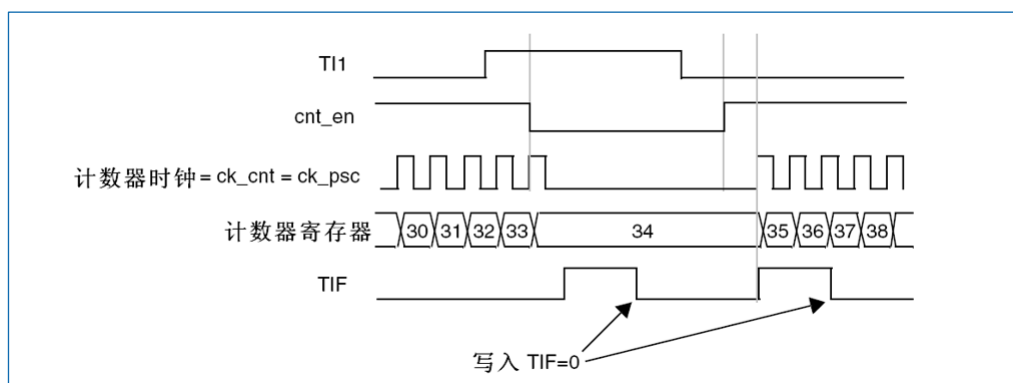 TI1
cnt_en
计数器时钟 = ck_cnt = ck_psc
计数器寄存器 30 31 32 33 34 35 36 37 38
TIF
写入 TIF=0